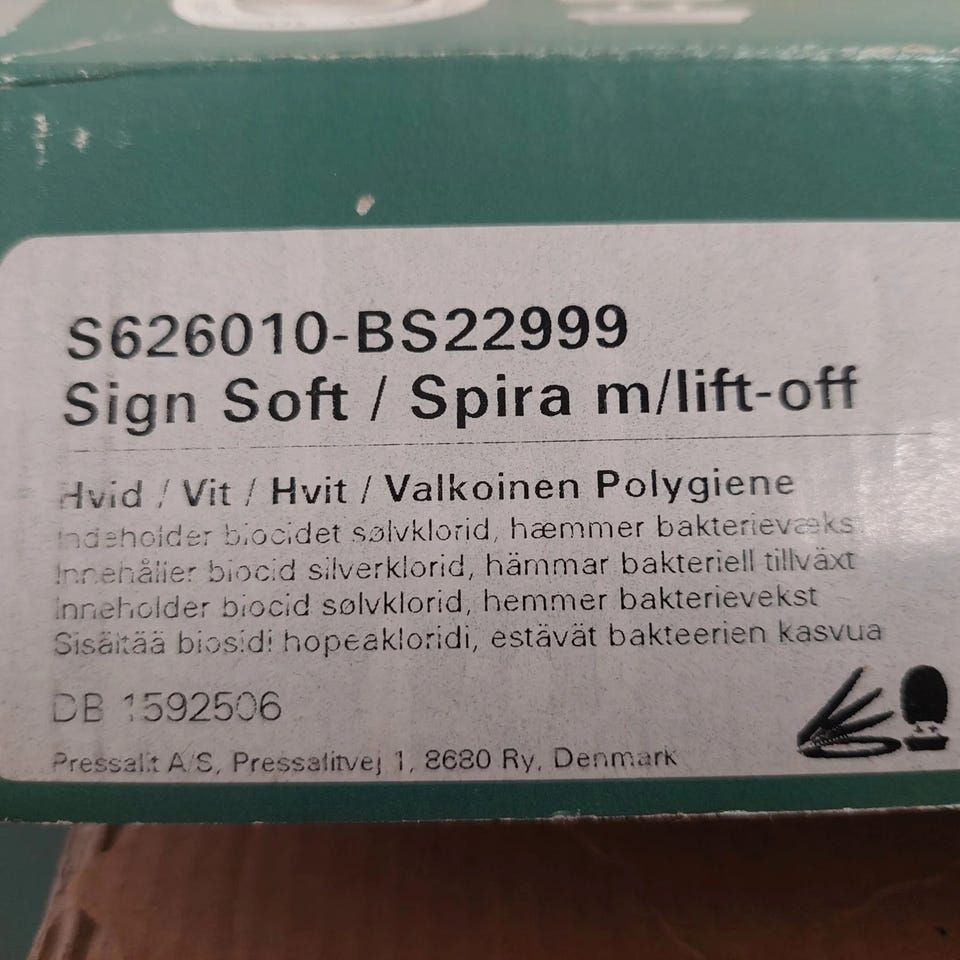 S626010-BS22999
Sign Soft / Spira m/lift-off
Hvid / Vit / Hvit / Valkoinen Polygiene
Indeholder biocidet sølvklorid, hæmmer bakterievæks
Innehåller biocid silverklorid, hämmar bakteriell tillväxt
Inneholder biocid sølvklorid, hemmer bakterievekst
Sisältää biosidi hopeakloridi, estävät bakteerien kasvua
DB 1592506
Pressalit A/S, Pressalitvej 1, 8680 Ry, Denmark